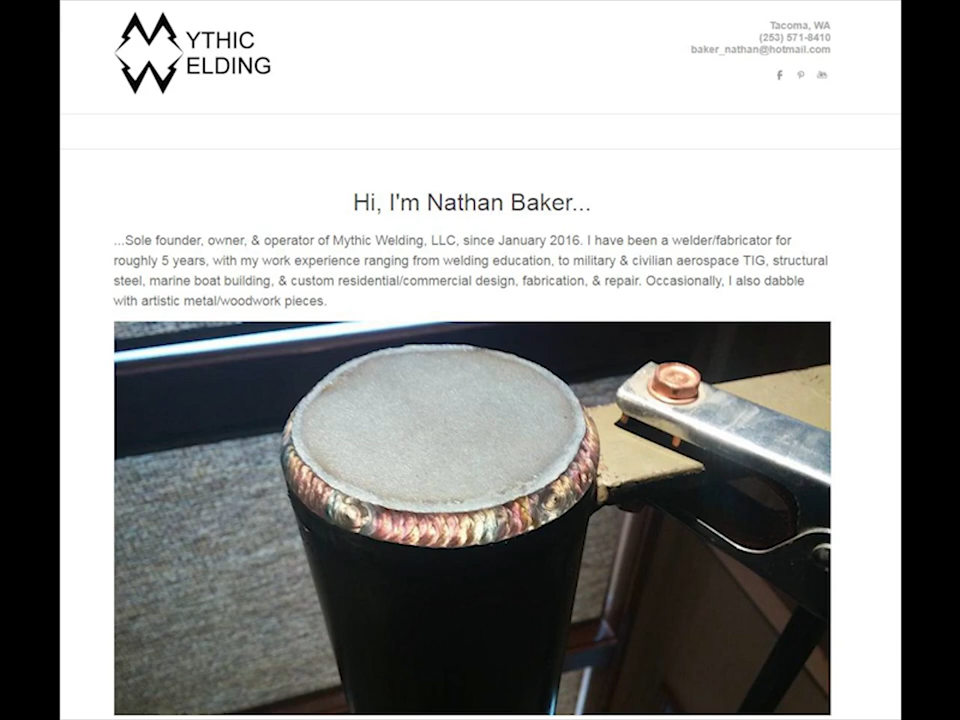 MYTHIC
WELDING
Tacoma, WA
(253) 571-8410
baker_nathan@hotmail.com
Hi, I'm Nathan Baker...
...Sole founder, owner, & operator of Mythic Welding, LLC, since January 2016. I have been a welder/fabricator for
roughly 5 years, with my work experience ranging from welding education, to military & civilian aerospace TIG, structural
steel, marine boat building, & custom residential/commercial design, fabrication, & repair. Occasionally, I also dabble
with artistic metal/woodwork pieces.